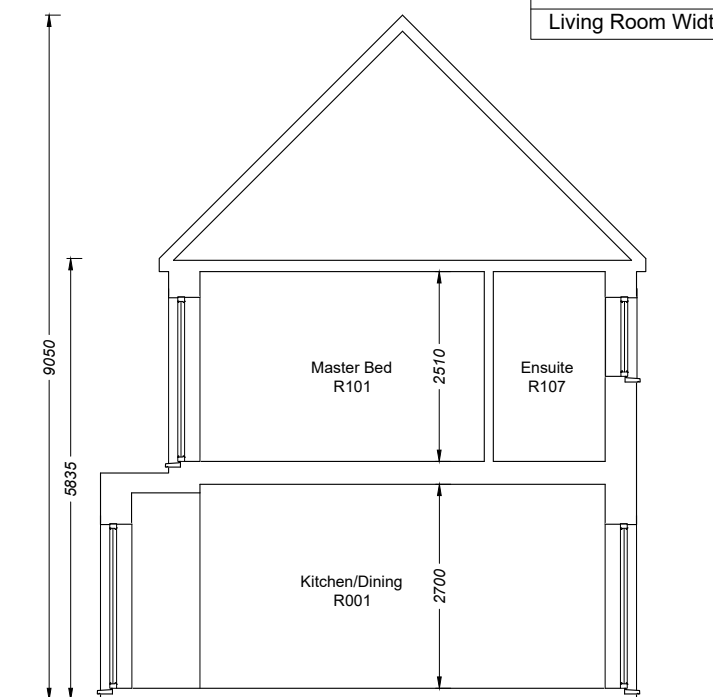 Living Room Widt
9050
5835
Master Bed
R101
2510
Ensuite
R107
Kitchen/Dining
R001
2700